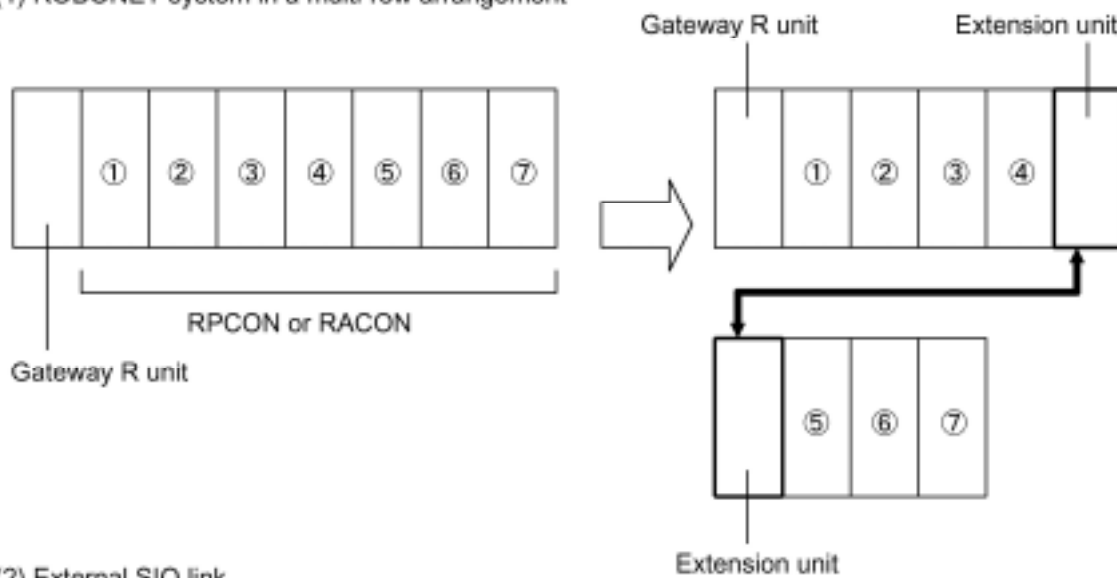 (1) ROBONET system in a multi-row arrangement
Gateway R unit
Extension unit
① ② ③ ④ ⑤ ⑥ ⑦
① ② ③ ④
RPCON or RACON
Gateway R unit
⑤ ⑥ ⑦
Extension unit
(2) External SIO link